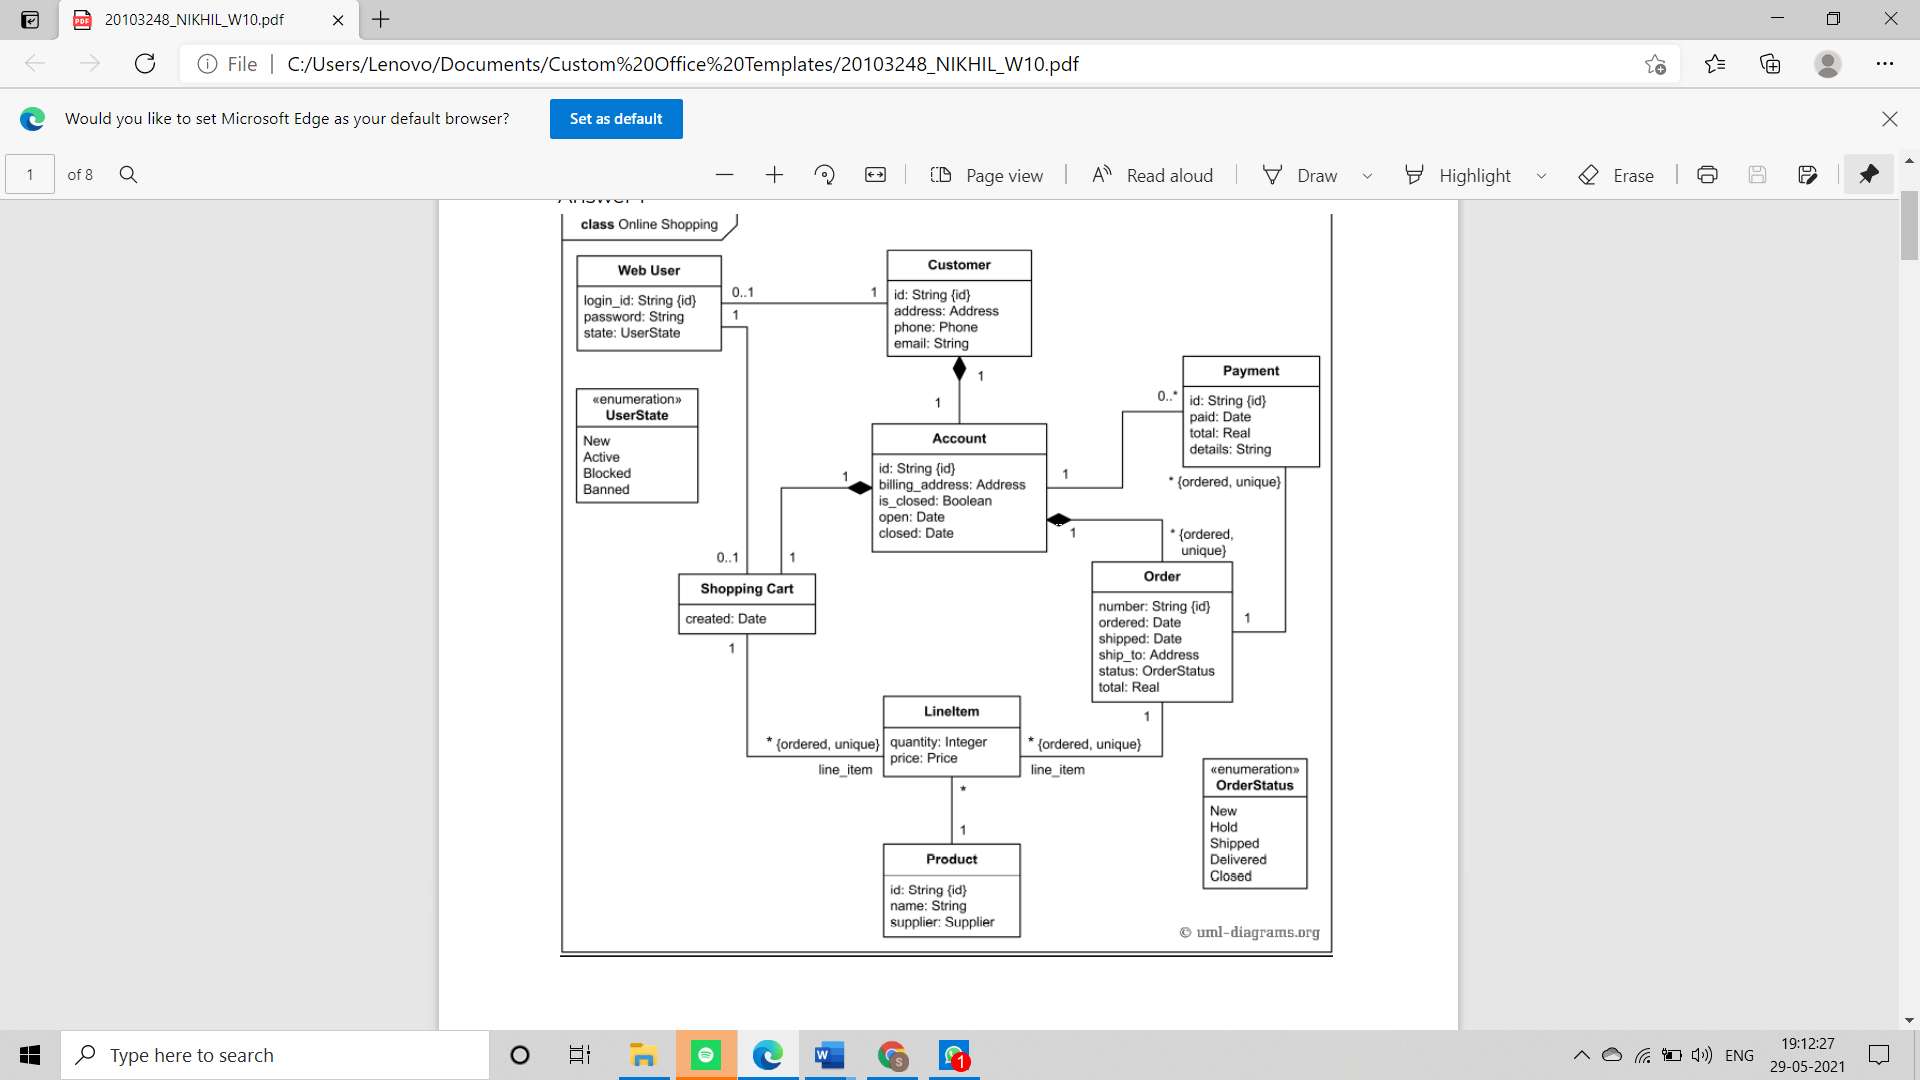 20103248_NIKHIL_W10.pdf
File
C:/Users/Lenovo/Documents/Custom%20Office%20Templates/20103248_NIKHIL_W10.pdf
Would you like to set Microsoft Edge as your default browser?
Set as default
1 of 8
Page view
Read aloud
Draw
Highlight
Erase
class Online Shopping
Web User
login_id: String {id}
password: String
state: UserState
0..1
1
1
Customer
id: String {id}
address: Address
phone: Phone
email: String
1
1
«enumeration»
UserState
New
Active
Blocked
Banned
Payment
id: String {id}
paid: Date
total: Real
details: String
0..*
* {ordered, unique}
Account
id: String {id}
billing_address: Address
is_closed: Boolean
open: Date
closed: Date
1
1
1
* {ordered,
unique}
0..1
1
Shopping Cart
created: Date
1
Order
number: String {id}
ordered: Date
shipped: Date
ship_to: Address
status: OrderStatus
total: Real
1
1
LineItem
quantity: Integer
price: Price
* {ordered, unique}
line_item
* {ordered, unique}
line_item
*
1
Product
id: String {id}
name: String
supplier: Supplier
«enumeration»
OrderStatus
New
Hold
Shipped
Delivered
Closed
© uml-diagrams.org
Type here to search
S
1
ENG
19:12:27
29-05-2021